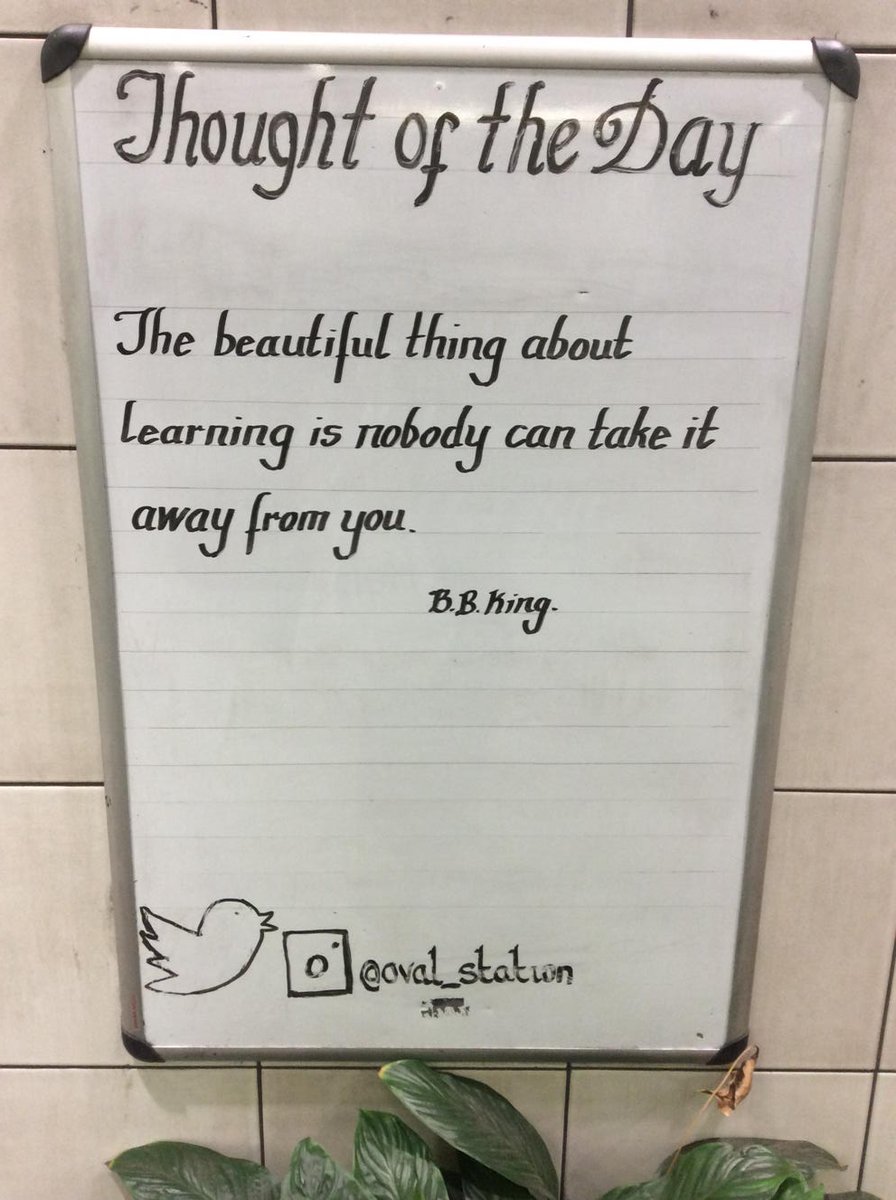 Thought of the Day
The beautiful thing about
learning is nobody can take it
away from you.
B.B. King.
@oval_station